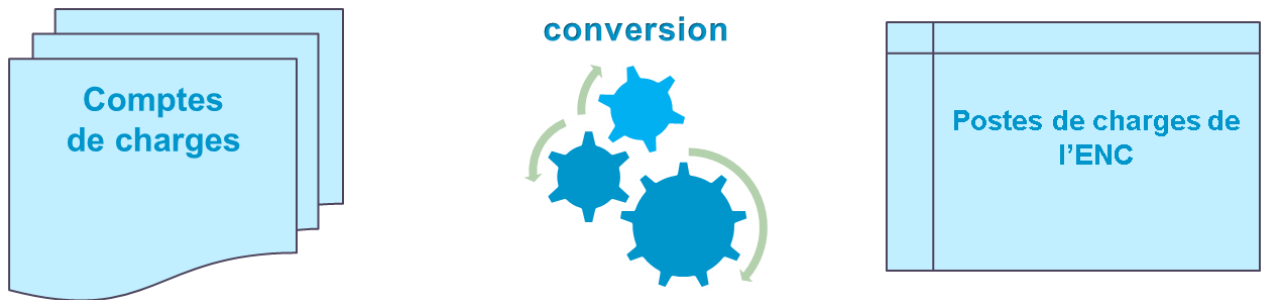 Comptes
de charges
conversion
Postes de charges de
l'ENC